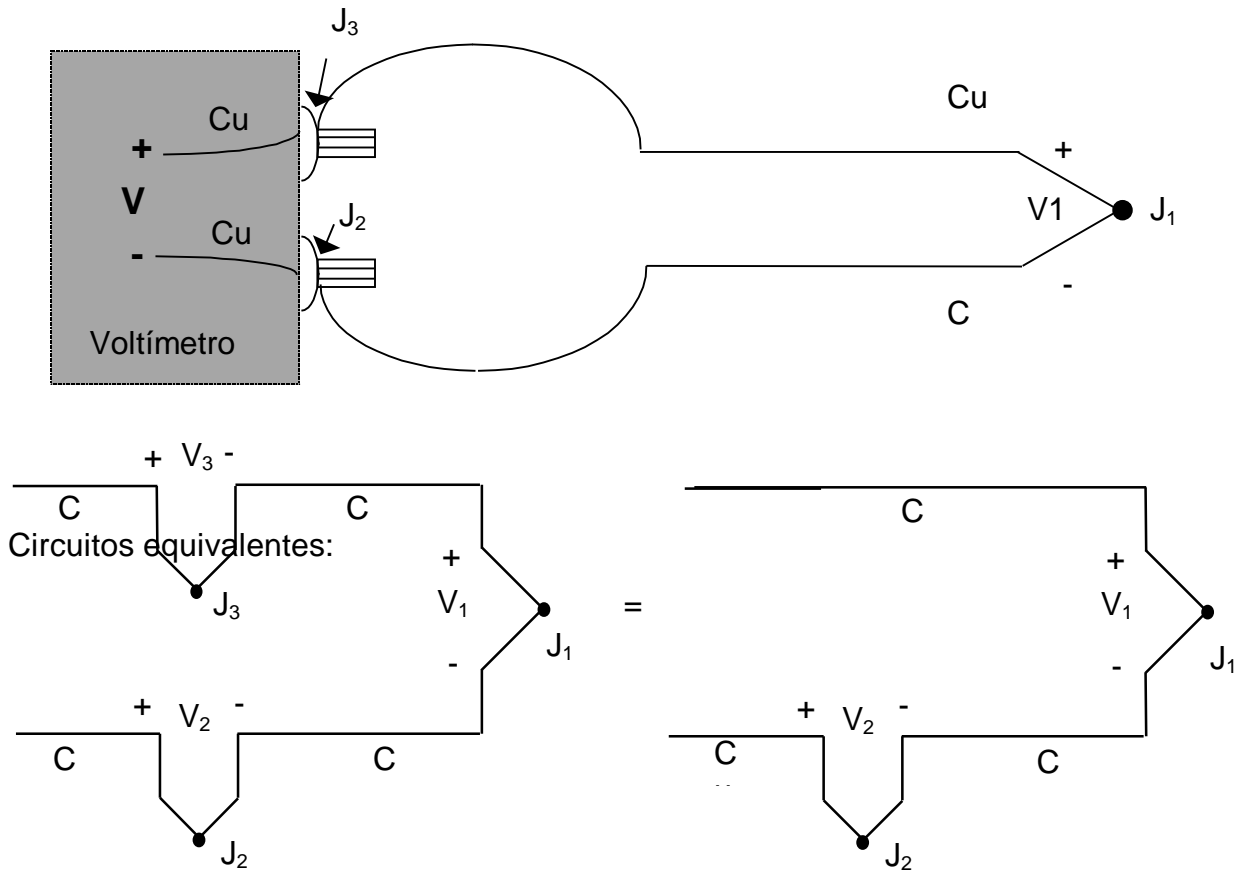 J₃
Cu
Cu
+
+
V
J₂
V1
J₁
Cu
-
-
C
Voltímetro
+ V₃ -
C
C
C
Circuitos equivalentes:
+
+
J₃
V₁
=
V₁
J₁
J₁
-
-
+ V₂ -
+ V₂ -
C
C
C
C
J₂
J₂